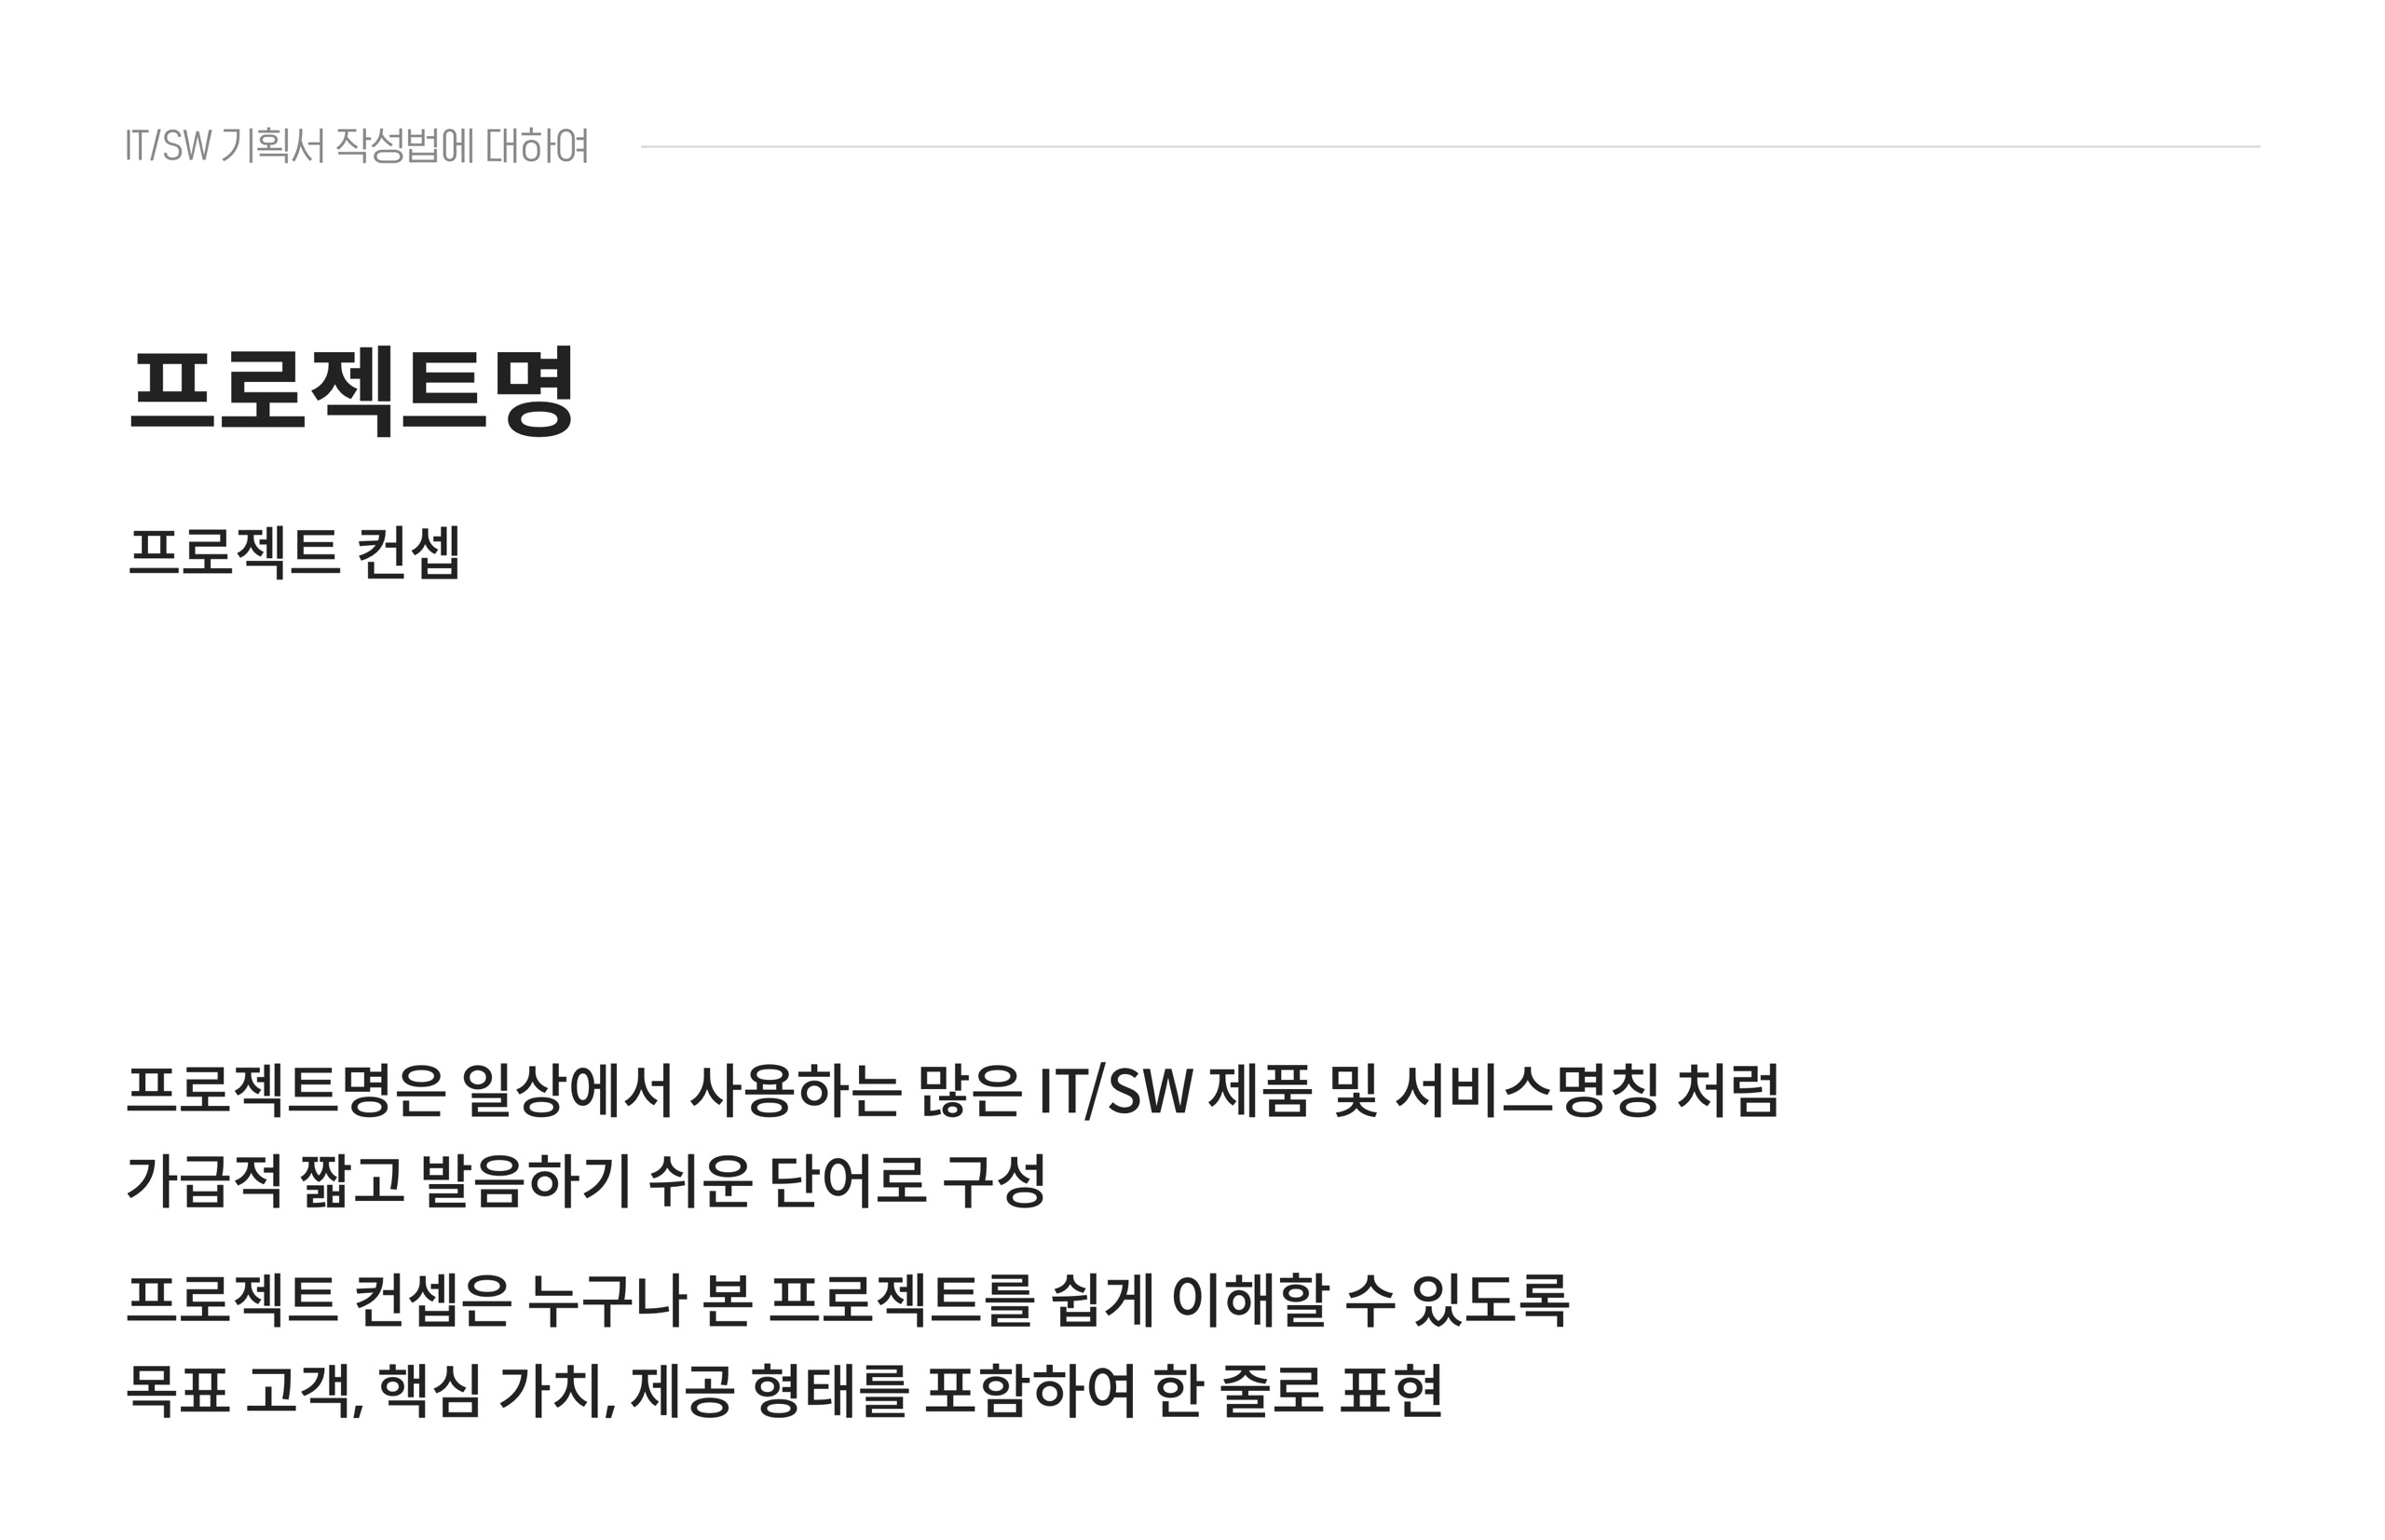 IT/SW 기획서 작성법에 대하여
프로젝트명
프로젝트 컨셉
프로젝트명은 일상에서 사용하는 많은 IT/SW 제품 및 서비스명칭 처럼
가급적 짧고 발음하기 쉬운 단어로 구성
프로젝트 컨셉은 누구나 본 프로젝트를 쉽게 이해할 수 있도록
목표 고객, 핵심 가치, 제공 형태를 포함하여 한 줄로 표현